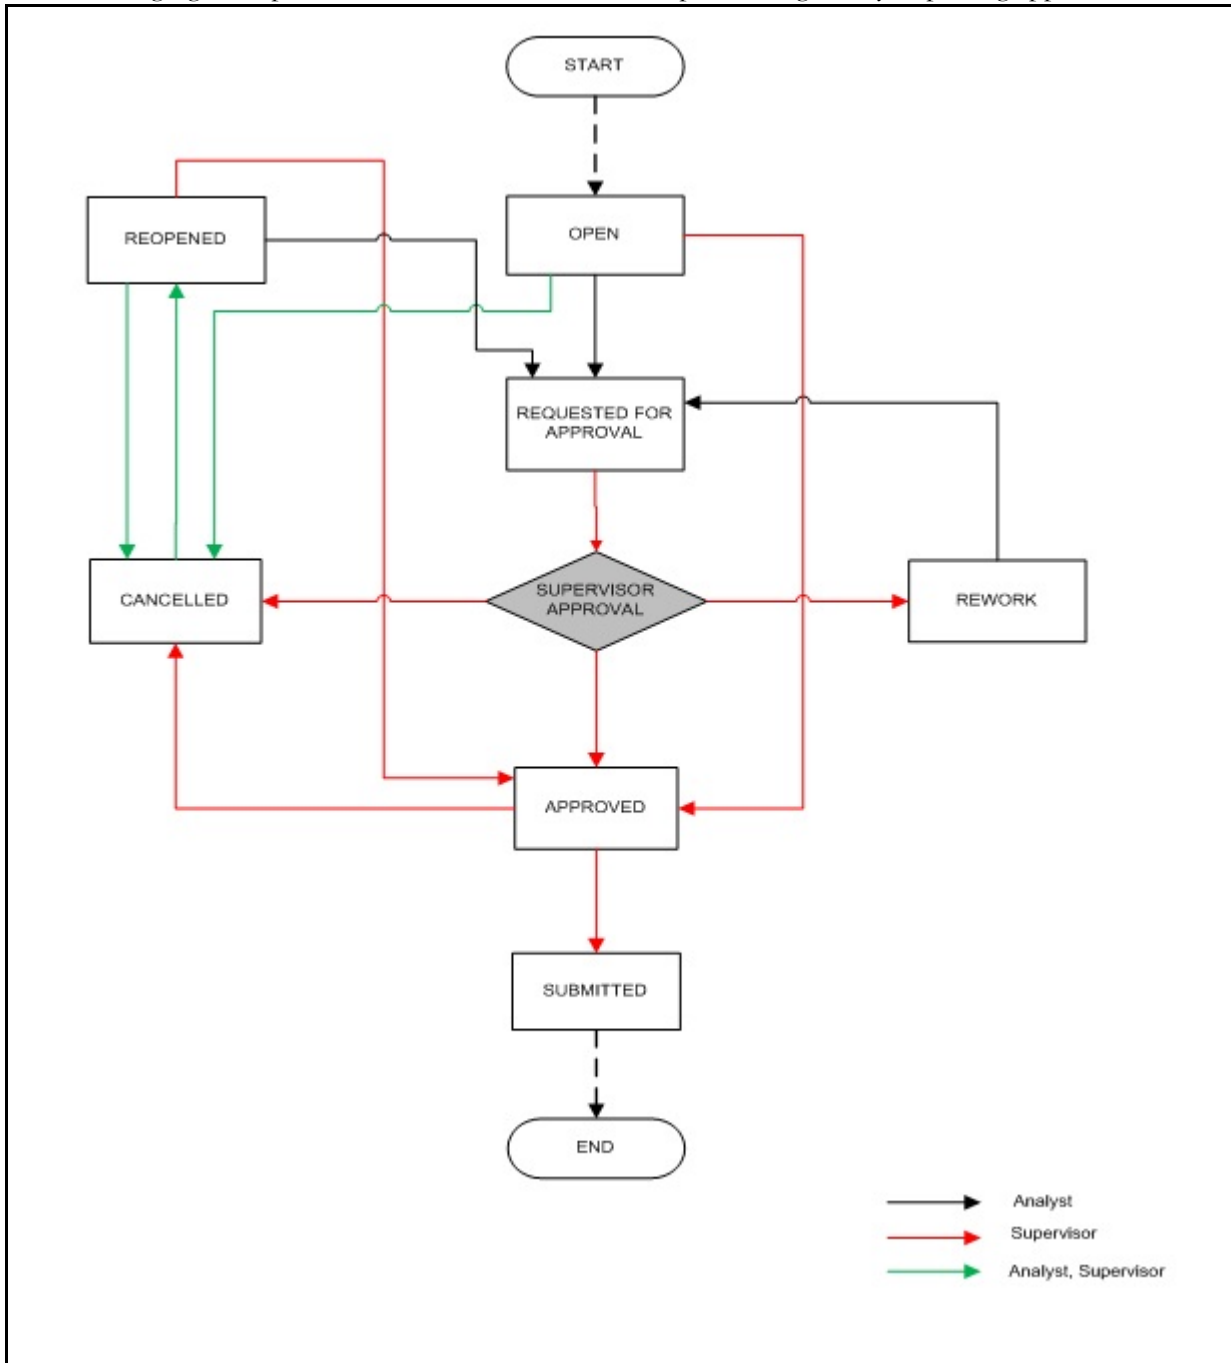 START
REOPENED
OPEN
REQUESTED FOR
APPROVAL
CANCELLED
SUPERVISOR
APPROVAL
REWORK
APPROVED
SUBMITTED
END
Analyst
Supervisor
Analyst, Supervisor